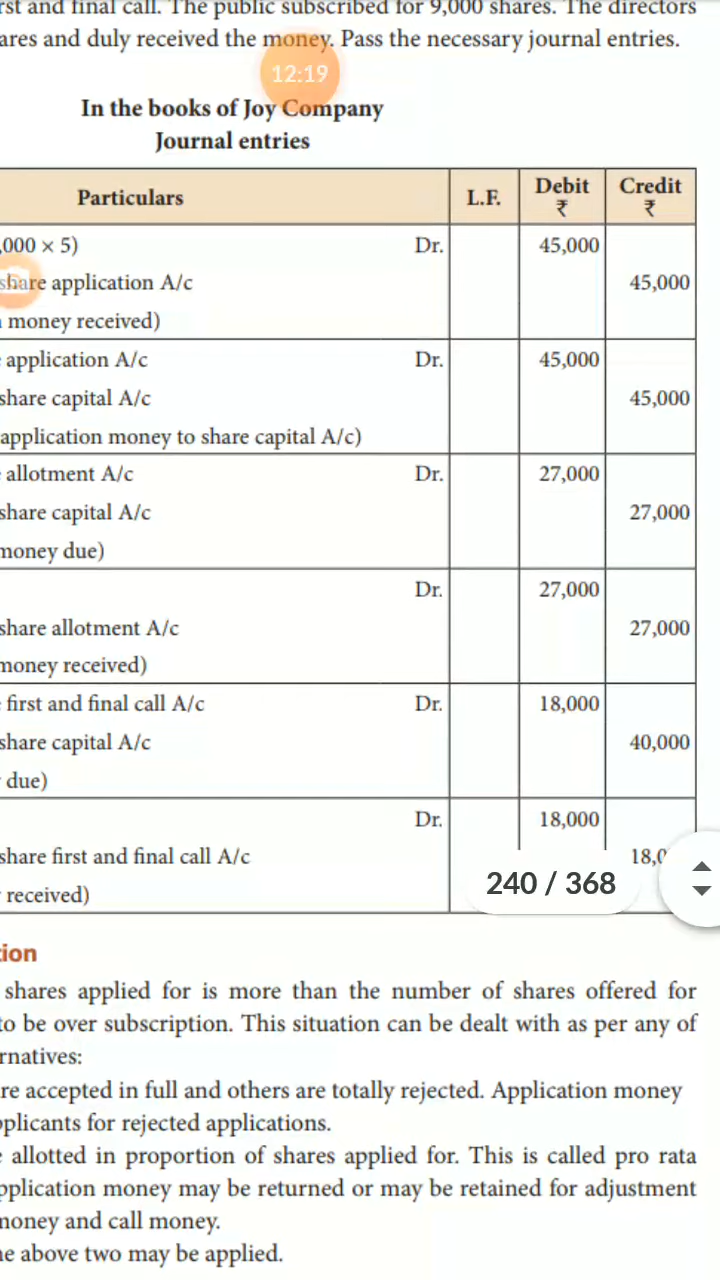 rst and final call. The public subscribed for 9,000 shares. The directors
ares and duly received the money. Pass the necessary journal entries.
12:19
In the books of Joy Company
Journal entries
Particulars L.F. Debit ₹ Credit ₹
,000 × 5) Dr. 45,000
share application A/c 45,000
money received)
application A/c Dr. 45,000
share capital A/c 45,000
application money to share capital A/c)
allotment A/c Dr. 27,000
share capital A/c 27,000
money due)
Dr. 27,000
share allotment A/c 27,000
money received)
first and final call A/c Dr. 18,000
share capital A/c 40,000
due)
Dr. 18,000
share first and final call A/c 18,0
received)
240 / 368
tion
shares applied for is more than the number of shares offered for
to be over subscription. This situation can be dealt with as per any of
rnatives:
re accepted in full and others are totally rejected. Application money
pplicants for rejected applications.
allotted in proportion of shares applied for. This is called pro rata
pplication money may be returned or may be retained for adjustment
money and call money.
he above two may be applied.